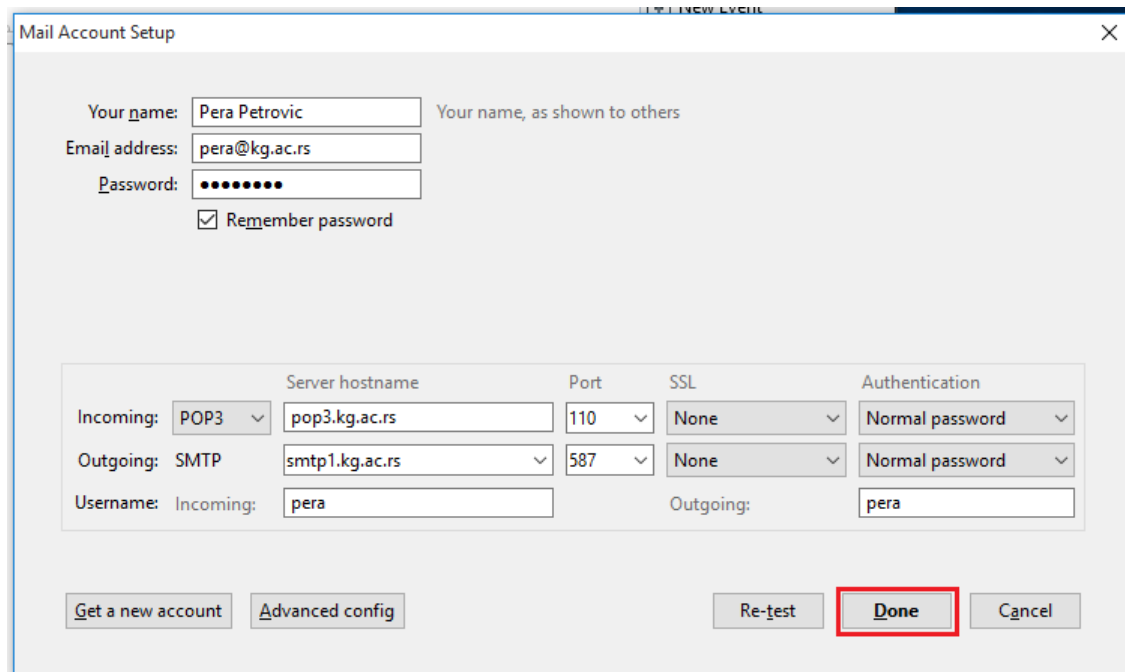 New Event
Mail Account Setup
Your name: Pera Petrovic Your name, as shown to others
Email address: pera@kg.ac.rs
Password: ●●●●●●●●
Remember password
Server hostname Port SSL Authentication
Incoming: POP3 pop3.kg.ac.rs 110 None Normal password
Outgoing: SMTP smtp1.kg.ac.rs 587 None Normal password
Username: Incoming: pera Outgoing: pera
Get a new account Advanced config Re-test Done Cancel